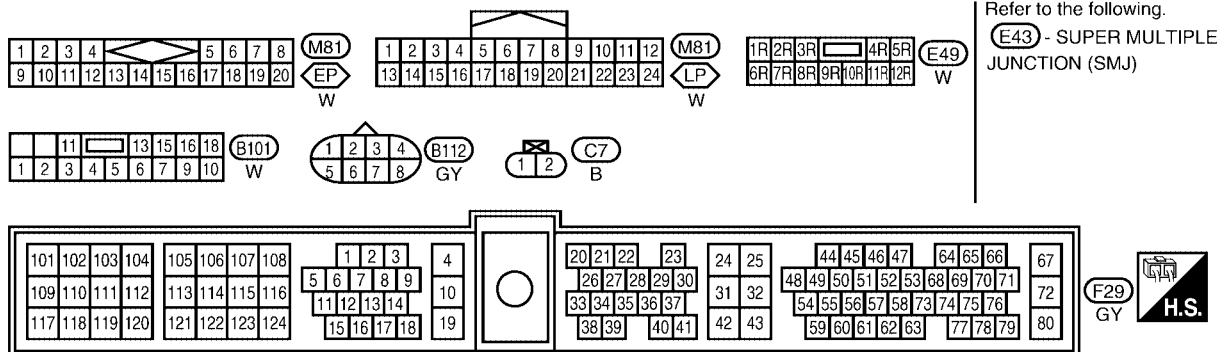 1 2 3 4 5 6 7 8
9 10 11 12 13 14 15 16 17 18 19 20
M81
EP
W
1 2 3 4 5 6 7 8 9 10 11 12
13 14 15 16 17 18 19 20 21 22 23 24
M81
LP
W
1R 2R 3R 4R 5R
6R 7R 8R 9R 10R 11R 12R
E49
W
Refer to the following.
E43 - SUPER MULTIPLE
JUNCTION (SMJ)
11 13 15 16 18
1 2 3 4 5 6 7 9 10
B101
W
1 2 3 4
5 6 7 8
B112
GY
1 2
C7
B
101 102 103 104 105 106 107 108
109 110 111 112 113 114 115 116
117 118 119 120 121 122 123 124
1 2 3 4
5 6 7 8 9
11 12 13 14 10
15 16 17 18 19
20 21 22 23 24 25
26 27 28 29 30
33 34 35 36 37 31 32
38 39 40 41 42 43
44 45 46 47 64 65 66 67
48 49 50 51 52 53 68 69 70 71
54 55 56 57 58 73 74 75 76 72
59 60 61 62 63 77 78 79 80
F29
GY
H.S.